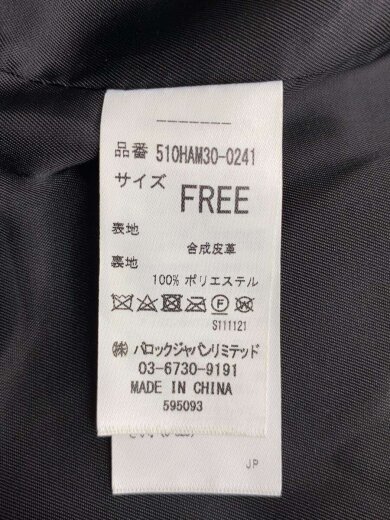 品番 510HAM30-0241
サイズ
FREE
表地
合成皮革
裏地
100% ポリエステル
S111121
㈱バロックジャパンリミテッド
03-6730-9191
MADE IN CHINA
595093
JP